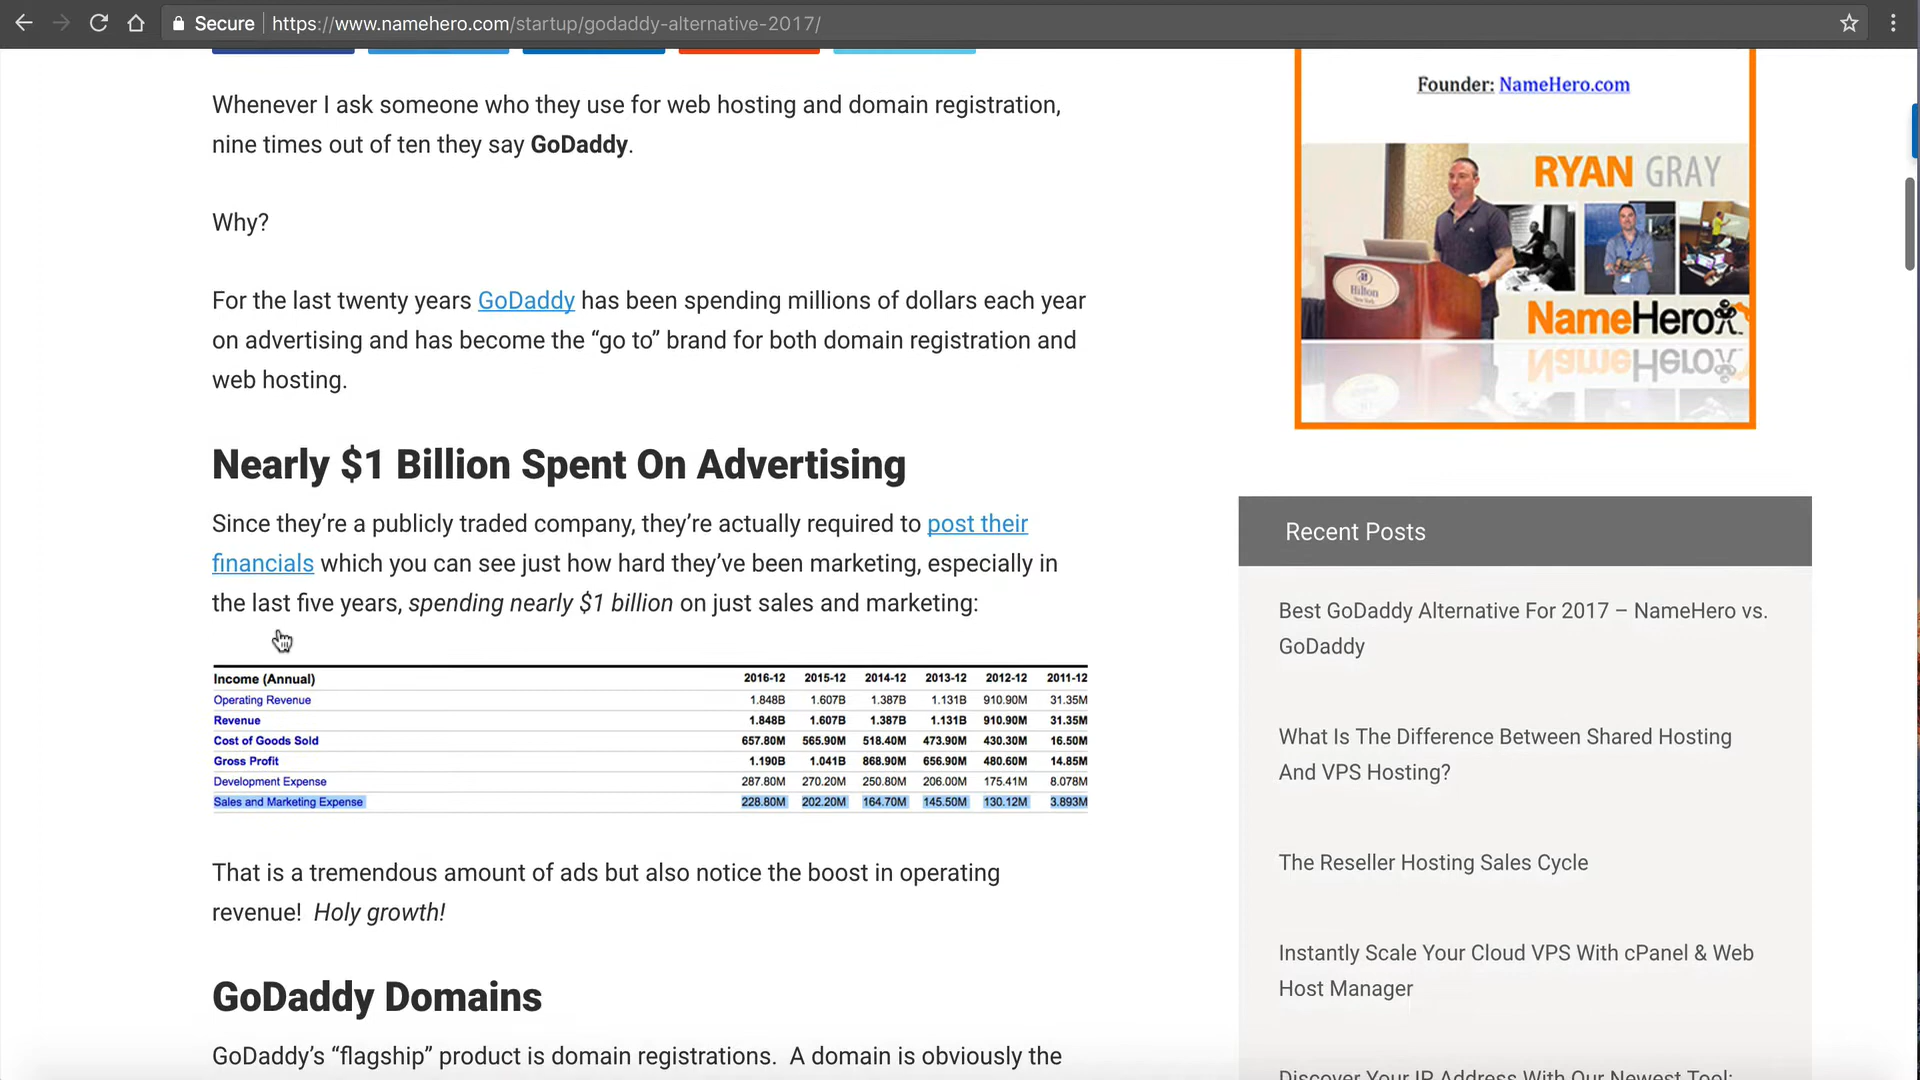 Secure | https://www.namehero.com/startup/godaddy-alternative-2017/
Whenever I ask someone who they use for web hosting and domain registration,
nine times out of ten they say GoDaddy.
Why?
For the last twenty years GoDaddy has been spending millions of dollars each year
on advertising and has become the “go to” brand for both domain registration and
web hosting.
Nearly $1 Billion Spent On Advertising
Since they’re a publicly traded company, they’re actually required to post their
financials which you can see just how hard they’ve been marketing, especially in
the last five years, spending nearly $1 billion on just sales and marketing:
Income (Annual) 2016-12 2015-12 2014-12 2013-12 2012-12 2011-12
Operating Revenue 1.848B 1.607B 1.387B 1.131B 910.90M 31.35M
Revenue 1.848B 1.607B 1.387B 1.131B 910.90M 31.35M
Cost of Goods Sold 657.80M 565.90M 518.40M 473.90M 430.30M 16.50M
Gross Profit 1.190B 1.041B 868.90M 656.90M 480.60M 14.85M
Development Expense 287.80M 270.20M 250.80M 206.00M 175.41M 8.078M
Sales and Marketing Expense 228.80M 202.20M 164.70M 145.50M 130.12M 3.893M
That is a tremendous amount of ads but also notice the boost in operating
revenue! Holy growth!
GoDaddy Domains
GoDaddy’s “flagship” product is domain registrations. A domain is obviously the
Founder: NameHero.com
RYAN GRAY
Hilton
NameHero
Recent Posts
Best GoDaddy Alternative For 2017 – NameHero vs.
GoDaddy
What Is The Difference Between Shared Hosting
And VPS Hosting?
The Reseller Hosting Sales Cycle
Instantly Scale Your Cloud VPS With cPanel & Web
Host Manager
Discover Your IP Address With Our Newest Tool: